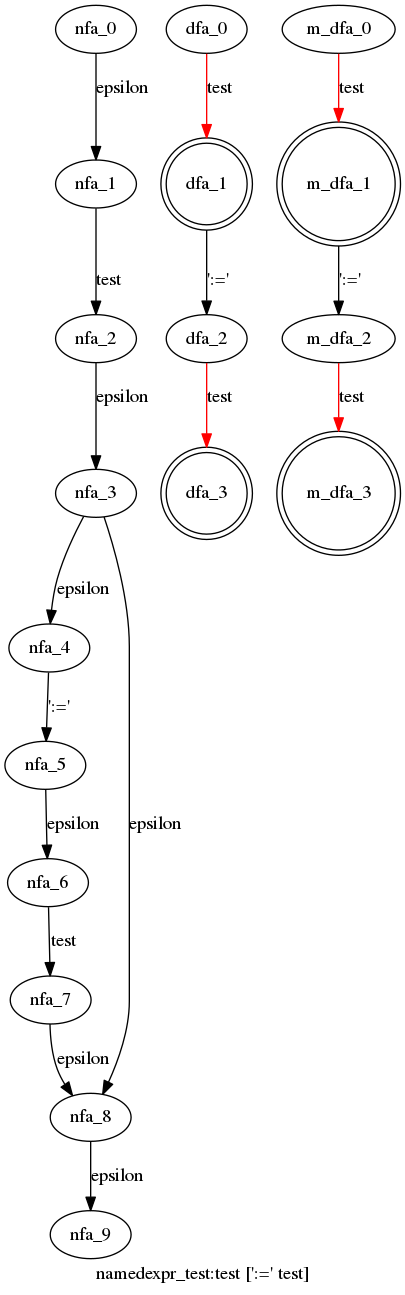 nfa_0 dfa_0 m_dfa_0
epsilon test test
nfa_1 dfa_1 m_dfa_1
test ':=' ':='
nfa_2 dfa_2 m_dfa_2
epsilon test test
nfa_3 dfa_3 m_dfa_3
epsilon
nfa_4
':='
nfa_5
epsilon epsilon
nfa_6
test
nfa_7
epsilon
nfa_8
epsilon
nfa_9
namedexpr_test:test [':=' test]